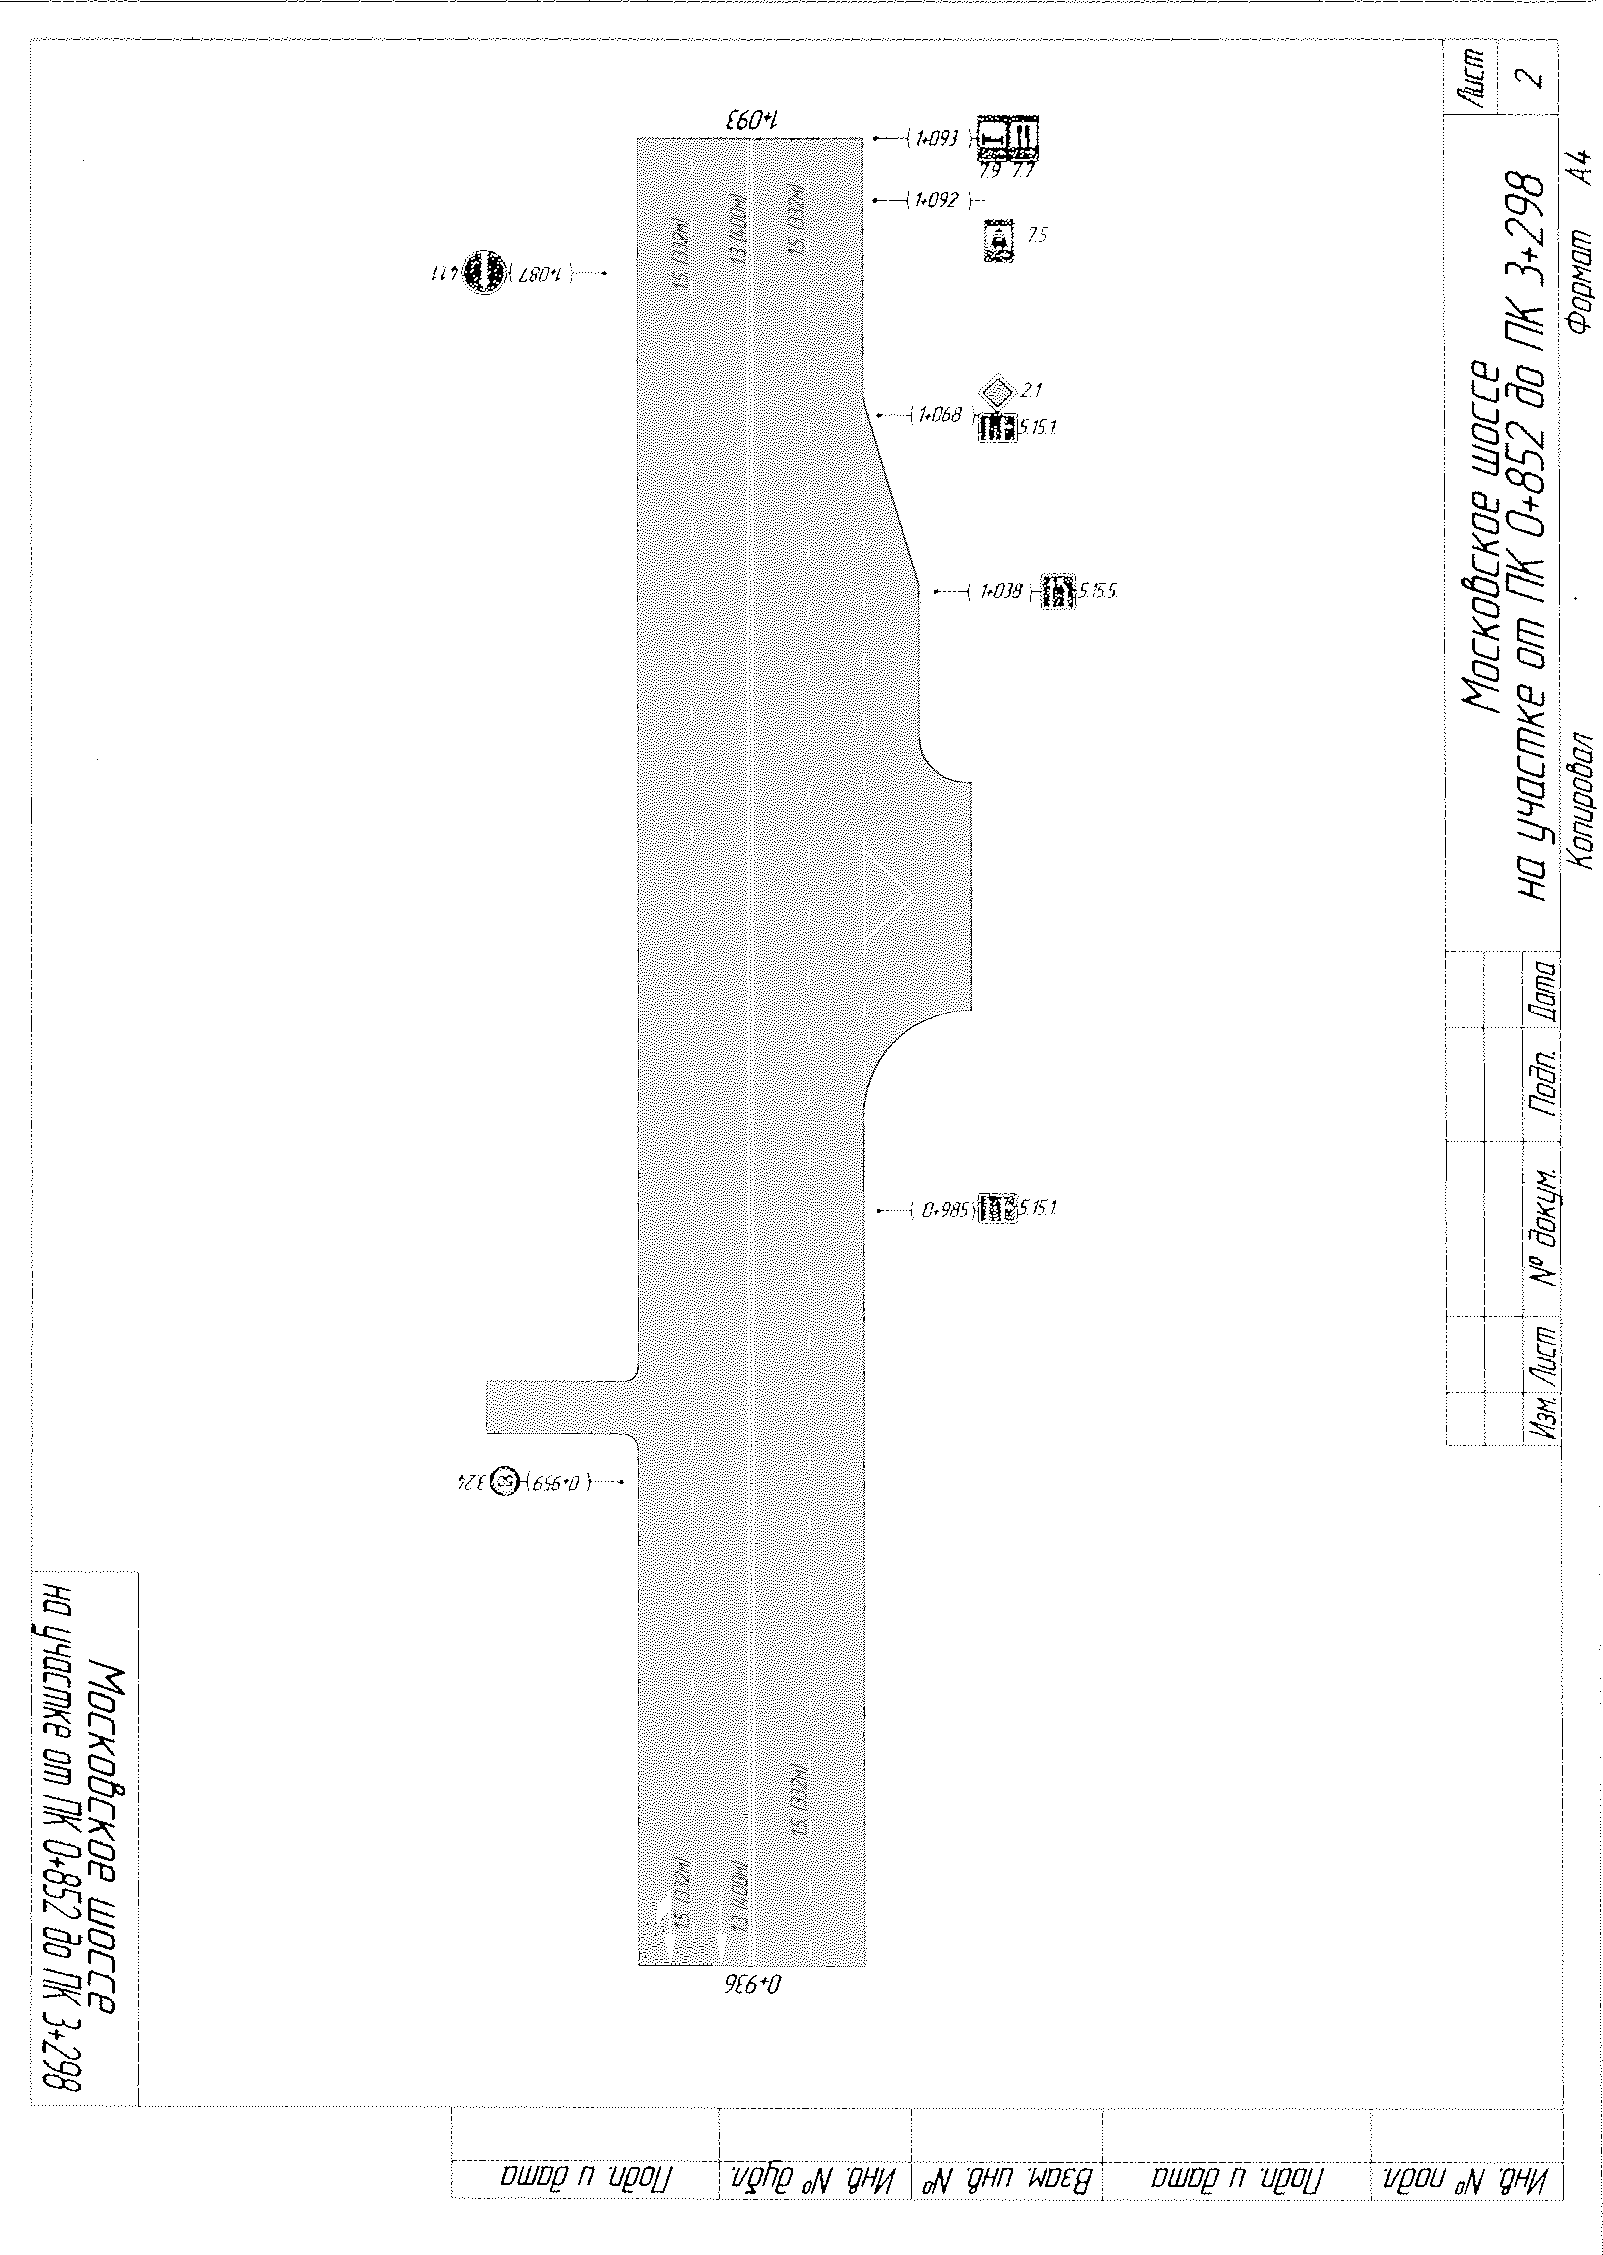 1+093
1+093
7.9 7.7
1+092
7.5
1+087
4.1.1
2.1
1+068
5.15.1
1+038
5.15.5
0+985
5.15.1
0+959
3.24
0+936
Московское шоссе
на участке от ПК 0+852 до ПК 3+298
Московское шоссе
на участке от ПК 0+852 до ПК 3+298
Лист
2
Изм. Лист № докум. Подп. Дата
Копировал Формат А4
Подп. и дата
Инв. № дубл.
Взам. инв. №
Подп. и дата
Инв. № подл.